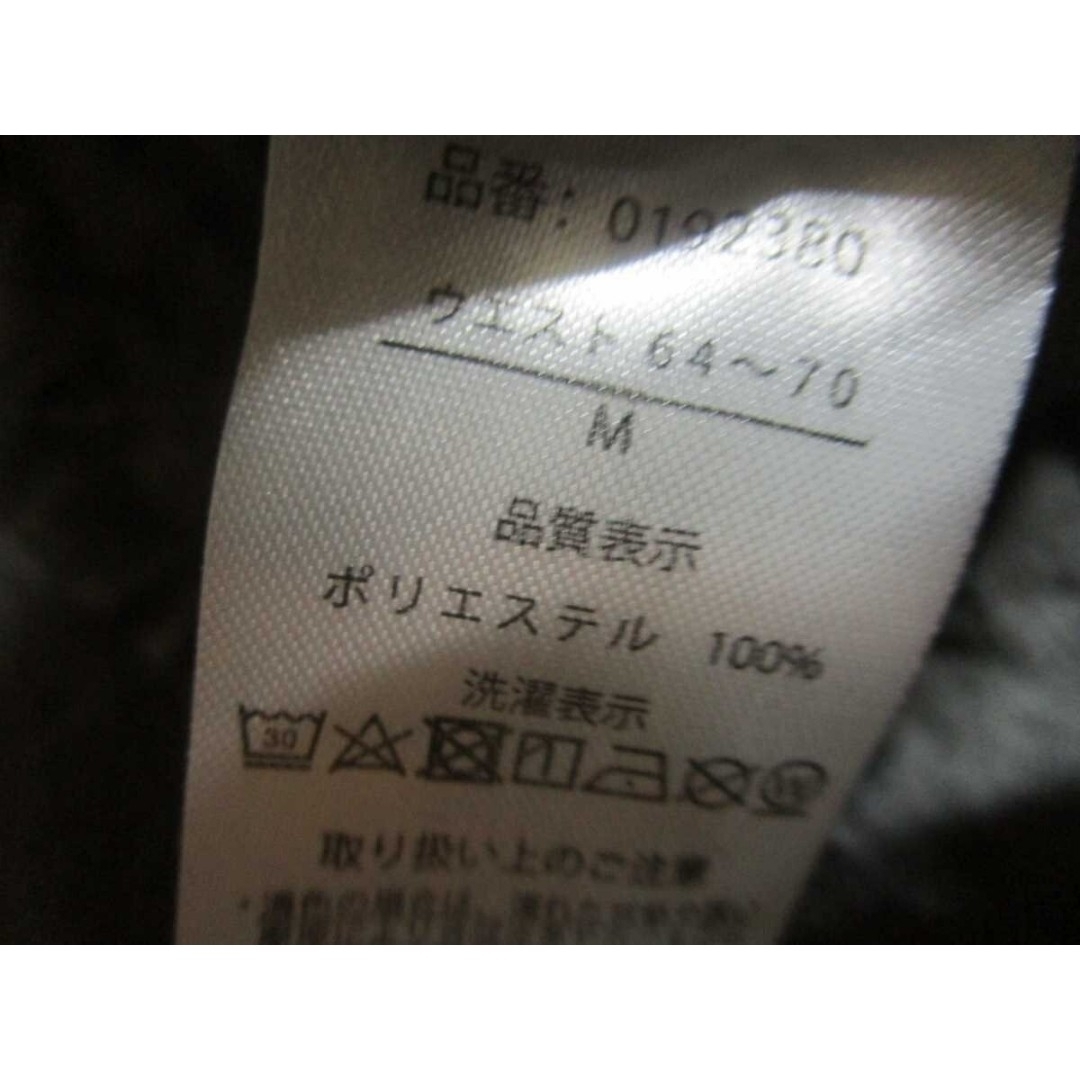 品番: 0192380
ウエスト 64～70
M
品質表示
ポリエステル 100%
洗濯表示
30
取り扱い上のご注意